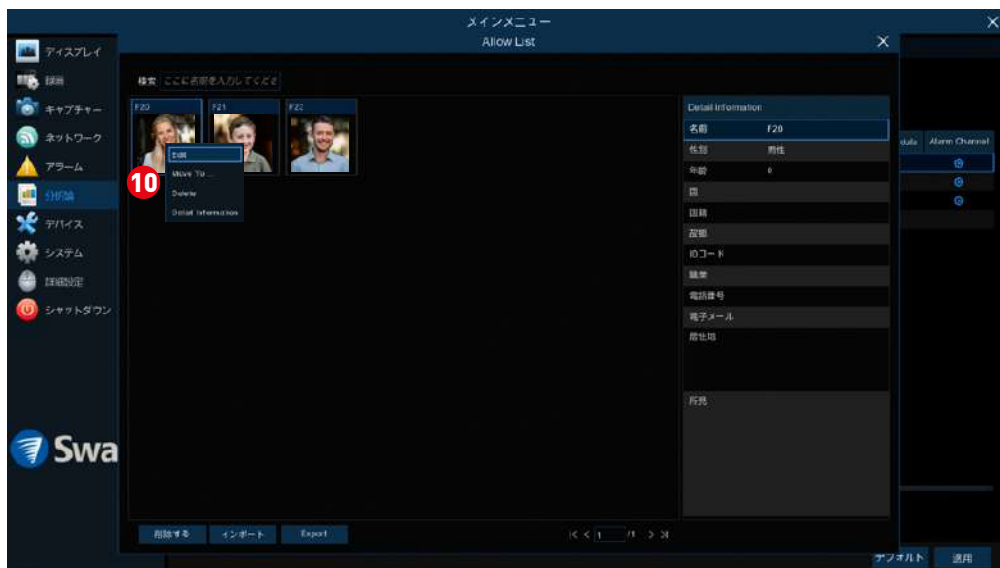 メインメニュー
Allow List
ディスプレイ
録画
キャプチャー
ネットワーク
アラーム
分析論
デバイス
システム
詳細設定
シャットダウン
Swa
検索 ここに名前を入力してくださ
F20 F21 F22
10
Edit
Move To ...
Delete
Detail Information
Detail Information
名前 F20
性別 男性
年齢 0
国
国籍
故郷
IDコード
職業
電話番号
電子メール
居住地
所見
Alarm Channel
削除する インポート Export
|< < 1 /1 > >|
デフォルト 適用